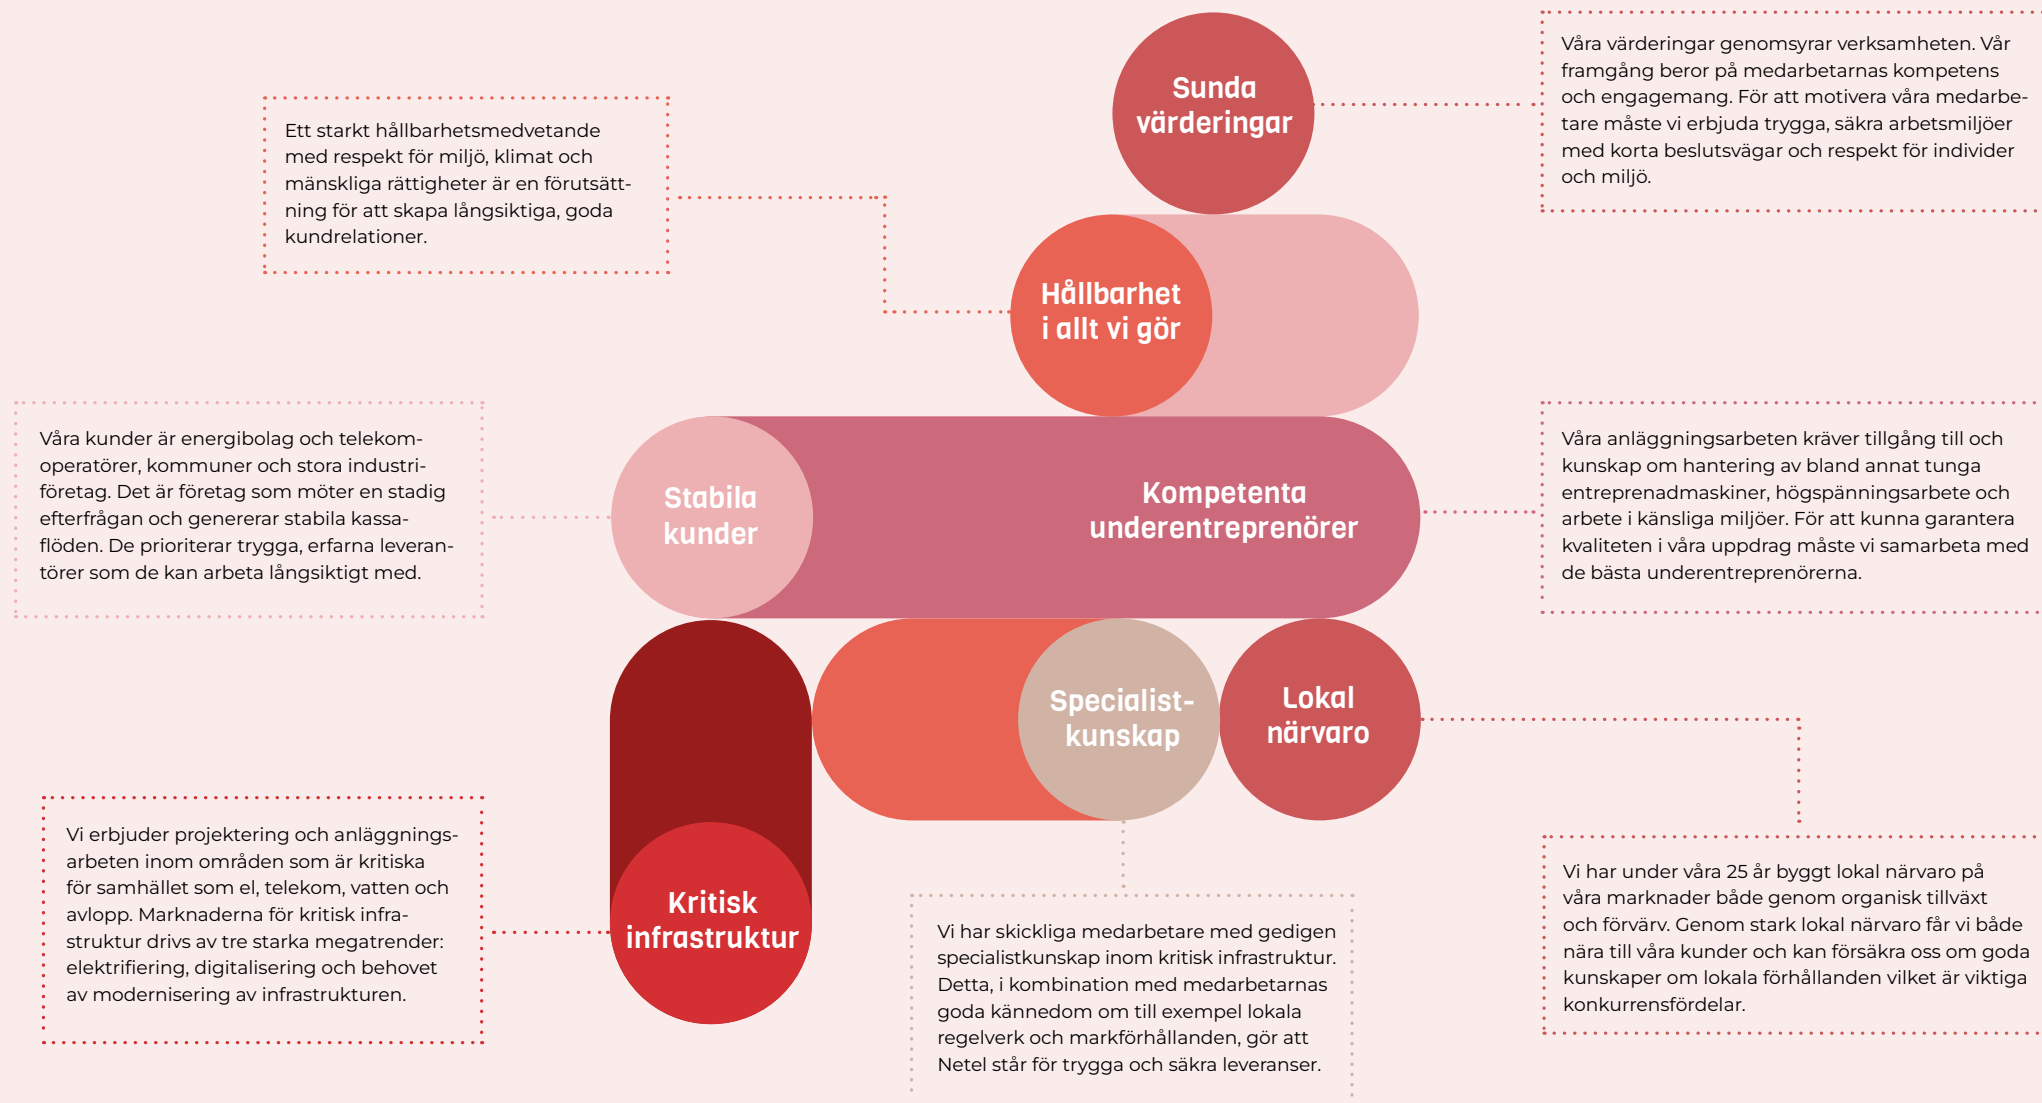 Sunda
värderingar
Våra värderingar genomsyrar verksamheten. Vår
framgång beror på medarbetarnas kompetens
och engagemang. För att motivera våra medarbe-
tare måste vi erbjuda trygga, säkra arbetsmiljöer
med korta beslutsvägar och respekt för individer
och miljö.
Ett starkt hållbarhetsmedvetande
med respekt för miljö, klimat och
mänskliga rättigheter är en förutsätt-
ning för att skapa långsiktiga, goda
kundrelationer.
Hållbarhet
i allt vi gör
Våra kunder är energibolag och telekom-
operatörer, kommuner och stora industri-
företag. Det är företag som möter en stadig
efterfrågan och genererar stabila kassa-
flöden. De prioriterar trygga, erfarna leveran-
törer som de kan arbeta långsiktigt med.
Stabila
kunder
Kompetenta
underentreprenörer
Våra anläggningsarbeten kräver tillgång till och
kunskap om hantering av bland annat tunga
entreprenadmaskiner, högspänningsarbete och
arbete i känsliga miljöer. För att kunna garantera
kvaliteten i våra uppdrag måste vi samarbeta med
de bästa underentreprenörerna.
Specialist-
kunskap
Lokal
närvaro
Vi erbjuder projektering och anläggnings-
arbeten inom områden som är kritiska
för samhället som el, telekom, vatten och
avlopp. Marknaderna för kritisk infra-
struktur drivs av tre starka megatrender:
elektrifiering, digitalisering och behovet
av modernisering av infrastrukturen.
Kritisk
infrastruktur
Vi har skickliga medarbetare med gedigen
specialistkunskap inom kritisk infrastruktur.
Detta, i kombination med medarbetarnas
goda kännedom om till exempel lokala
regelverk och markförhållanden, gör att
Netel står för trygga och säkra leveranser.
Vi har under våra 25 år byggt lokal närvaro på
våra marknader både genom organisk tillväxt
och förvärv. Genom stark lokal närvaro får vi både
nära till våra kunder och kan försäkra oss om goda
kunskaper om lokala förhållanden vilket är viktiga
konkurrensfördelar.